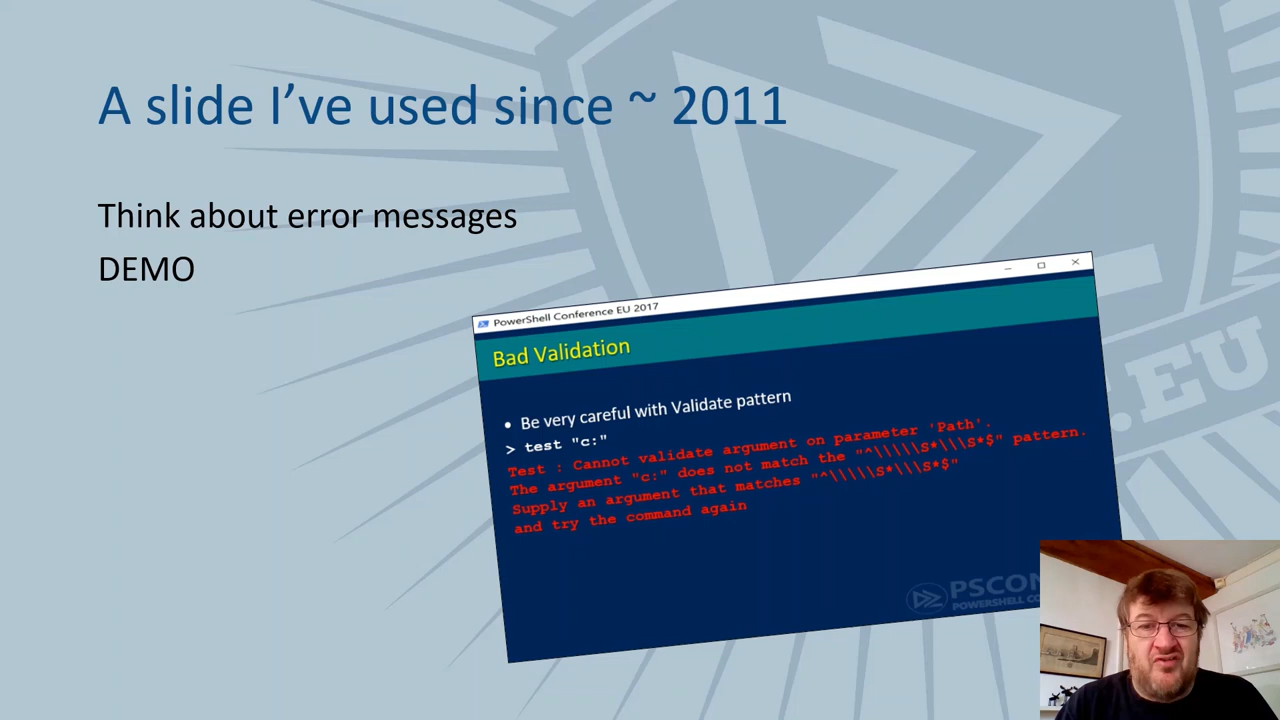 A slide I’ve used since ~ 2011
Think about error messages
DEMO
PowerShell Conference EU 2017
Bad Validation
• Be very careful with Validate pattern
> test "c:"
Test : Cannot validate argument on parameter 'Path'.
The argument "c:" does not match the "^\\\\\S*\\\S*$" pattern.
Supply an argument that matches "^\\\\\S*\\\S*$"
and try the command again
.EU